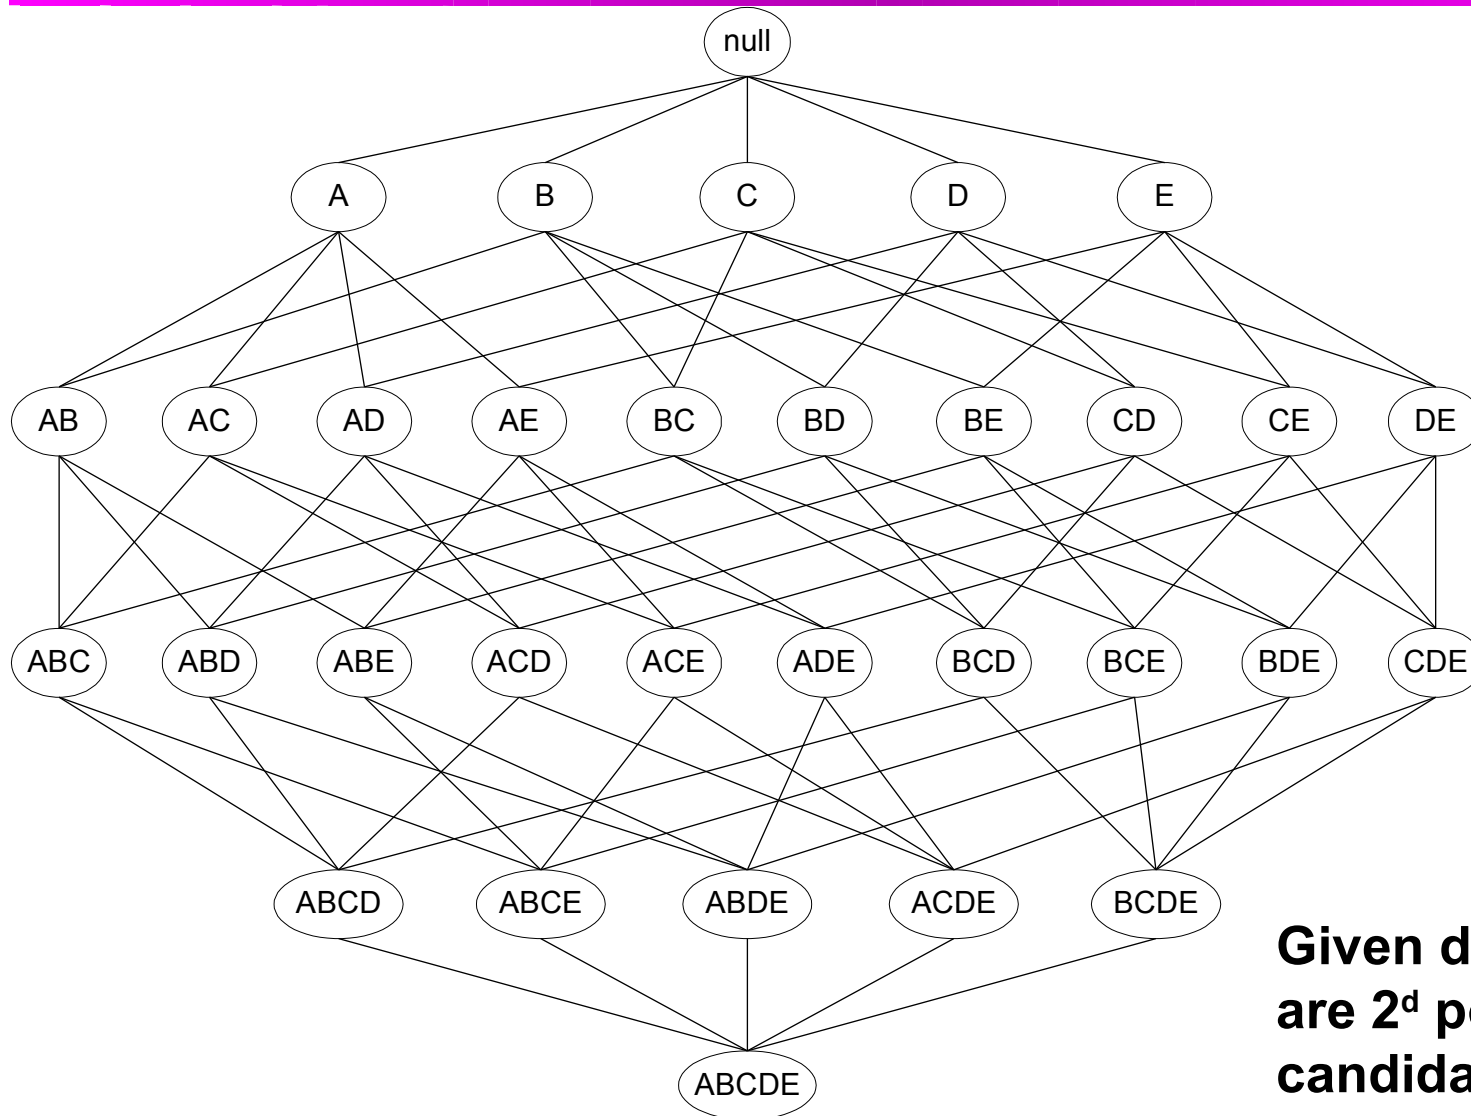 null
A B C D E
AB AC AD AE BC BD BE CD CE DE
ABC ABD ABE ACD ACE ADE BCD BCE BDE CDE
ABCD ABCE ABDE ACDE BCDE
ABCDE
Given d
are 2ᵈ